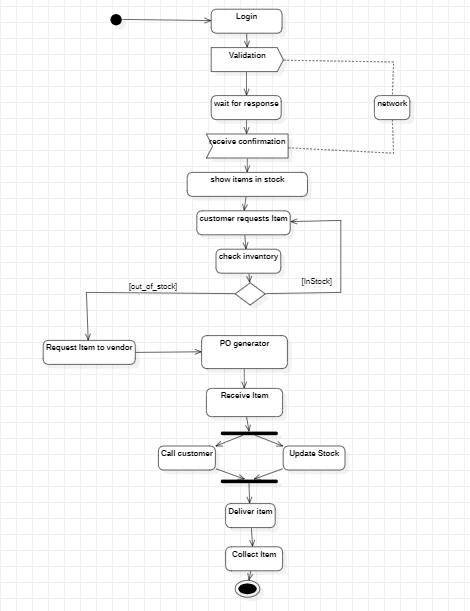 Login
Validation
wait for response
network
receive confirmation
show items in stock
customer requests Item
check inventory
[InStock]
[out_of_stock]
Request Item to vendor
PO generator
Receive Item
Call customer
Update Stock
Deliver item
Collect Item